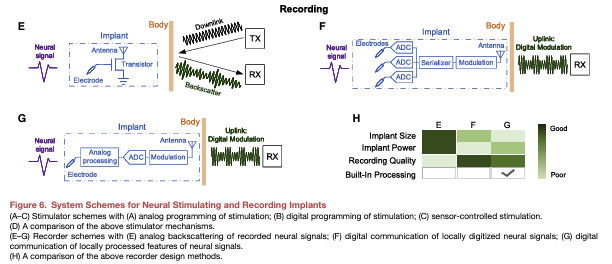 Recording
E
Implant
Body
Neural
signal
Antenna
Transistor
Electrode
Downlink
TX
RX
Backscatter
F
Implant
Body
Neural
signal
Electrodes
ADC
ADC
ADC
Serializer
Modulation
Antenna
Uplink:
Digital Modulation
RX
G
Implant
Body
Neural
signal
Analog
processing
ADC
Modulation
Antenna
Electrode
Uplink:
Digital Modulation
RX
H
E F G
Implant Size
Implant Power
Recording Quality
Built-In Processing
Good
Poor
Figure 6. System Schemes for Neural Stimulating and Recording Implants
(A–C) Stimulator schemes with (A) analog programming of stimulation; (B) digital programming of stimulation; (C) sensor-controlled stimulation.
(D) A comparison of the above stimulator mechanisms.
(E–G) Recorder schemes with (E) analog backscattering of recorded neural signals; (F) digital communication of locally digitized neural signals; (G) digital
communication of locally processed features of neural signals.
(H) A comparison of the above recorder design methods.